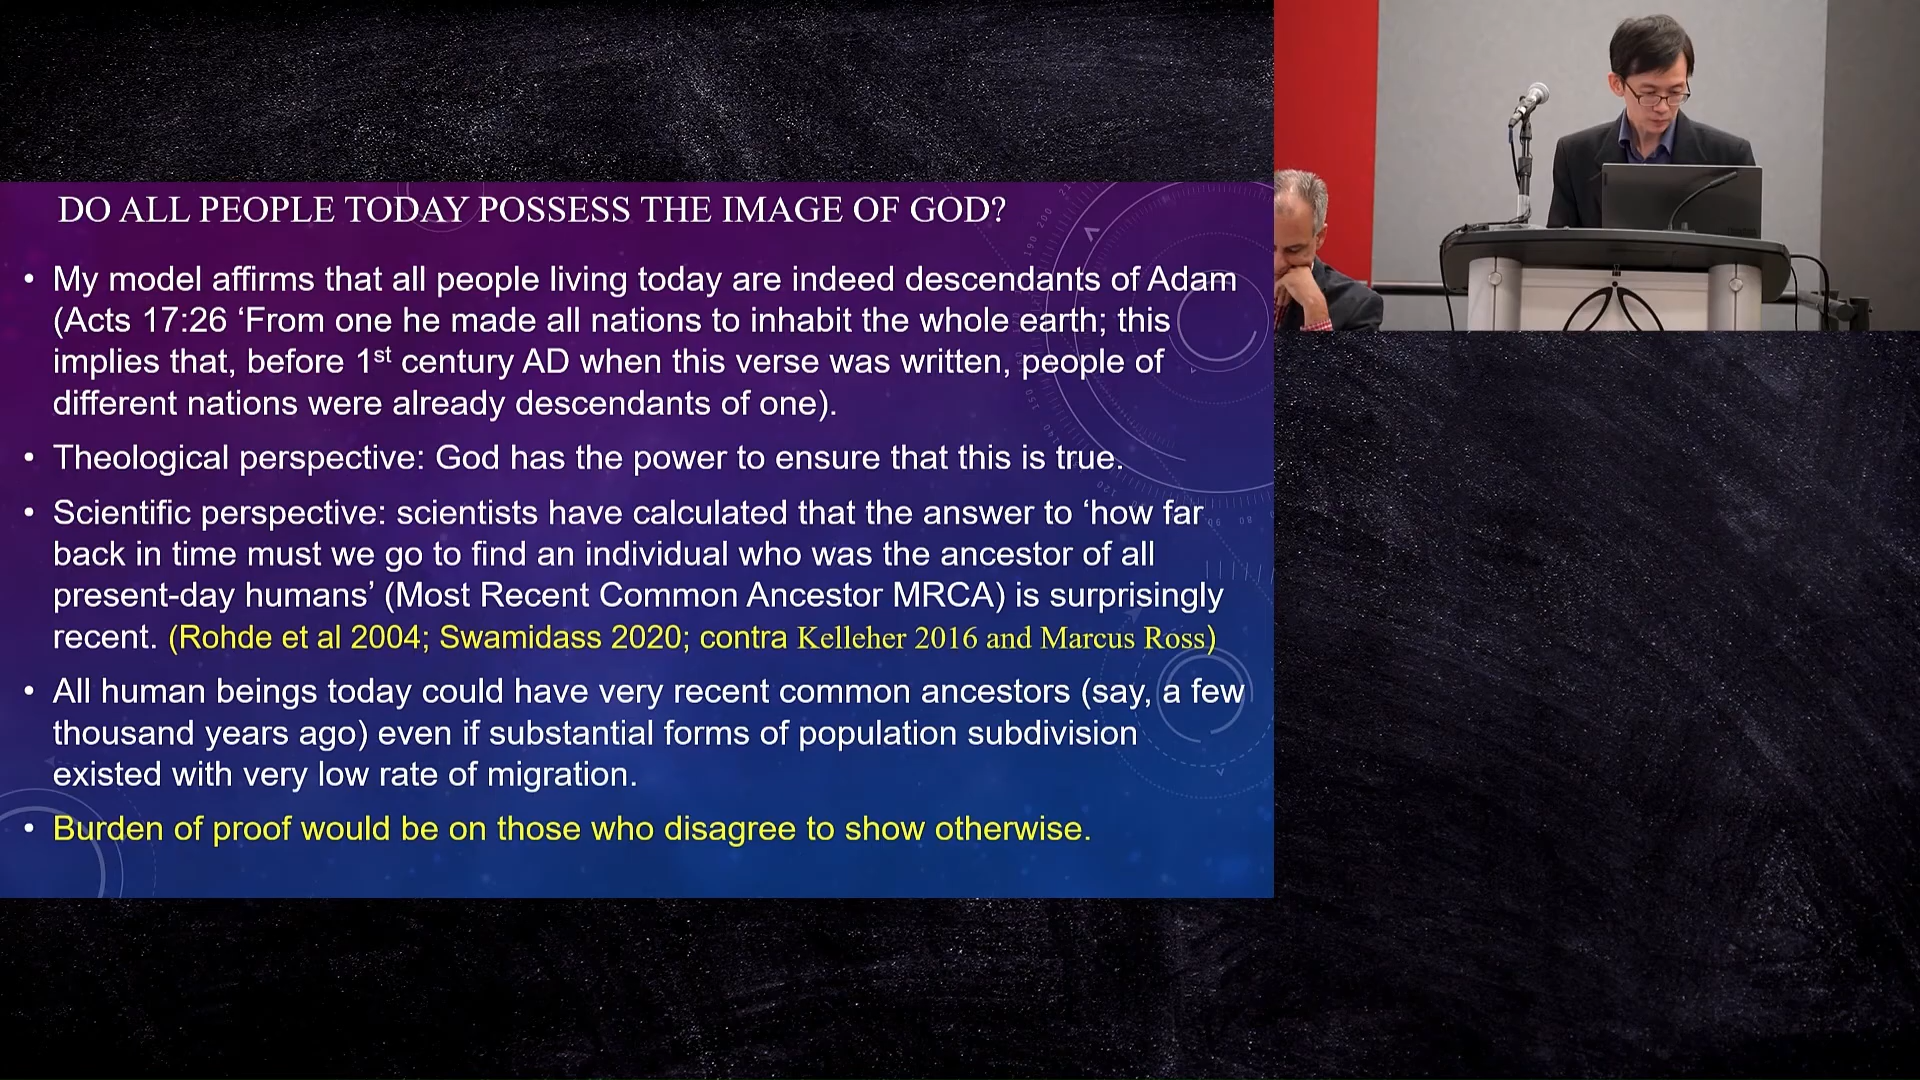 DO ALL PEOPLE TODAY POSSESS THE IMAGE OF GOD?
• My model affirms that all people living today are indeed descendants of Adam
(Acts 17:26 ‘From one he made all nations to inhabit the whole earth; this
implies that, before 1st century AD when this verse was written, people of
different nations were already descendants of one).
• Theological perspective: God has the power to ensure that this is true.
• Scientific perspective: scientists have calculated that the answer to ‘how far
back in time must we go to find an individual who was the ancestor of all
present-day humans’ (Most Recent Common Ancestor MRCA) is surprisingly
recent. (Rohde et al 2004; Swamidass 2020; contra Kelleher 2016 and Marcus Ross)
• All human beings today could have very recent common ancestors (say, a few
thousand years ago) even if substantial forms of population subdivision
existed with very low rate of migration.
• Burden of proof would be on those who disagree to show otherwise.